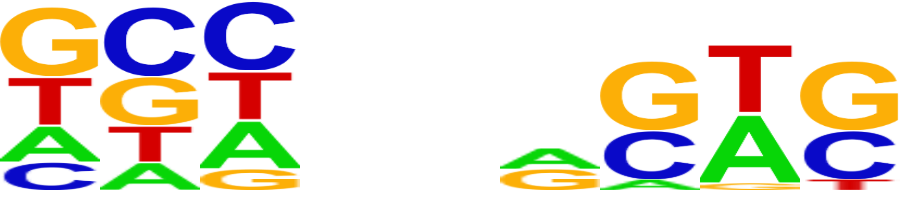 GCC T
TGT GTG
ATA ACAC
CAG GAGT